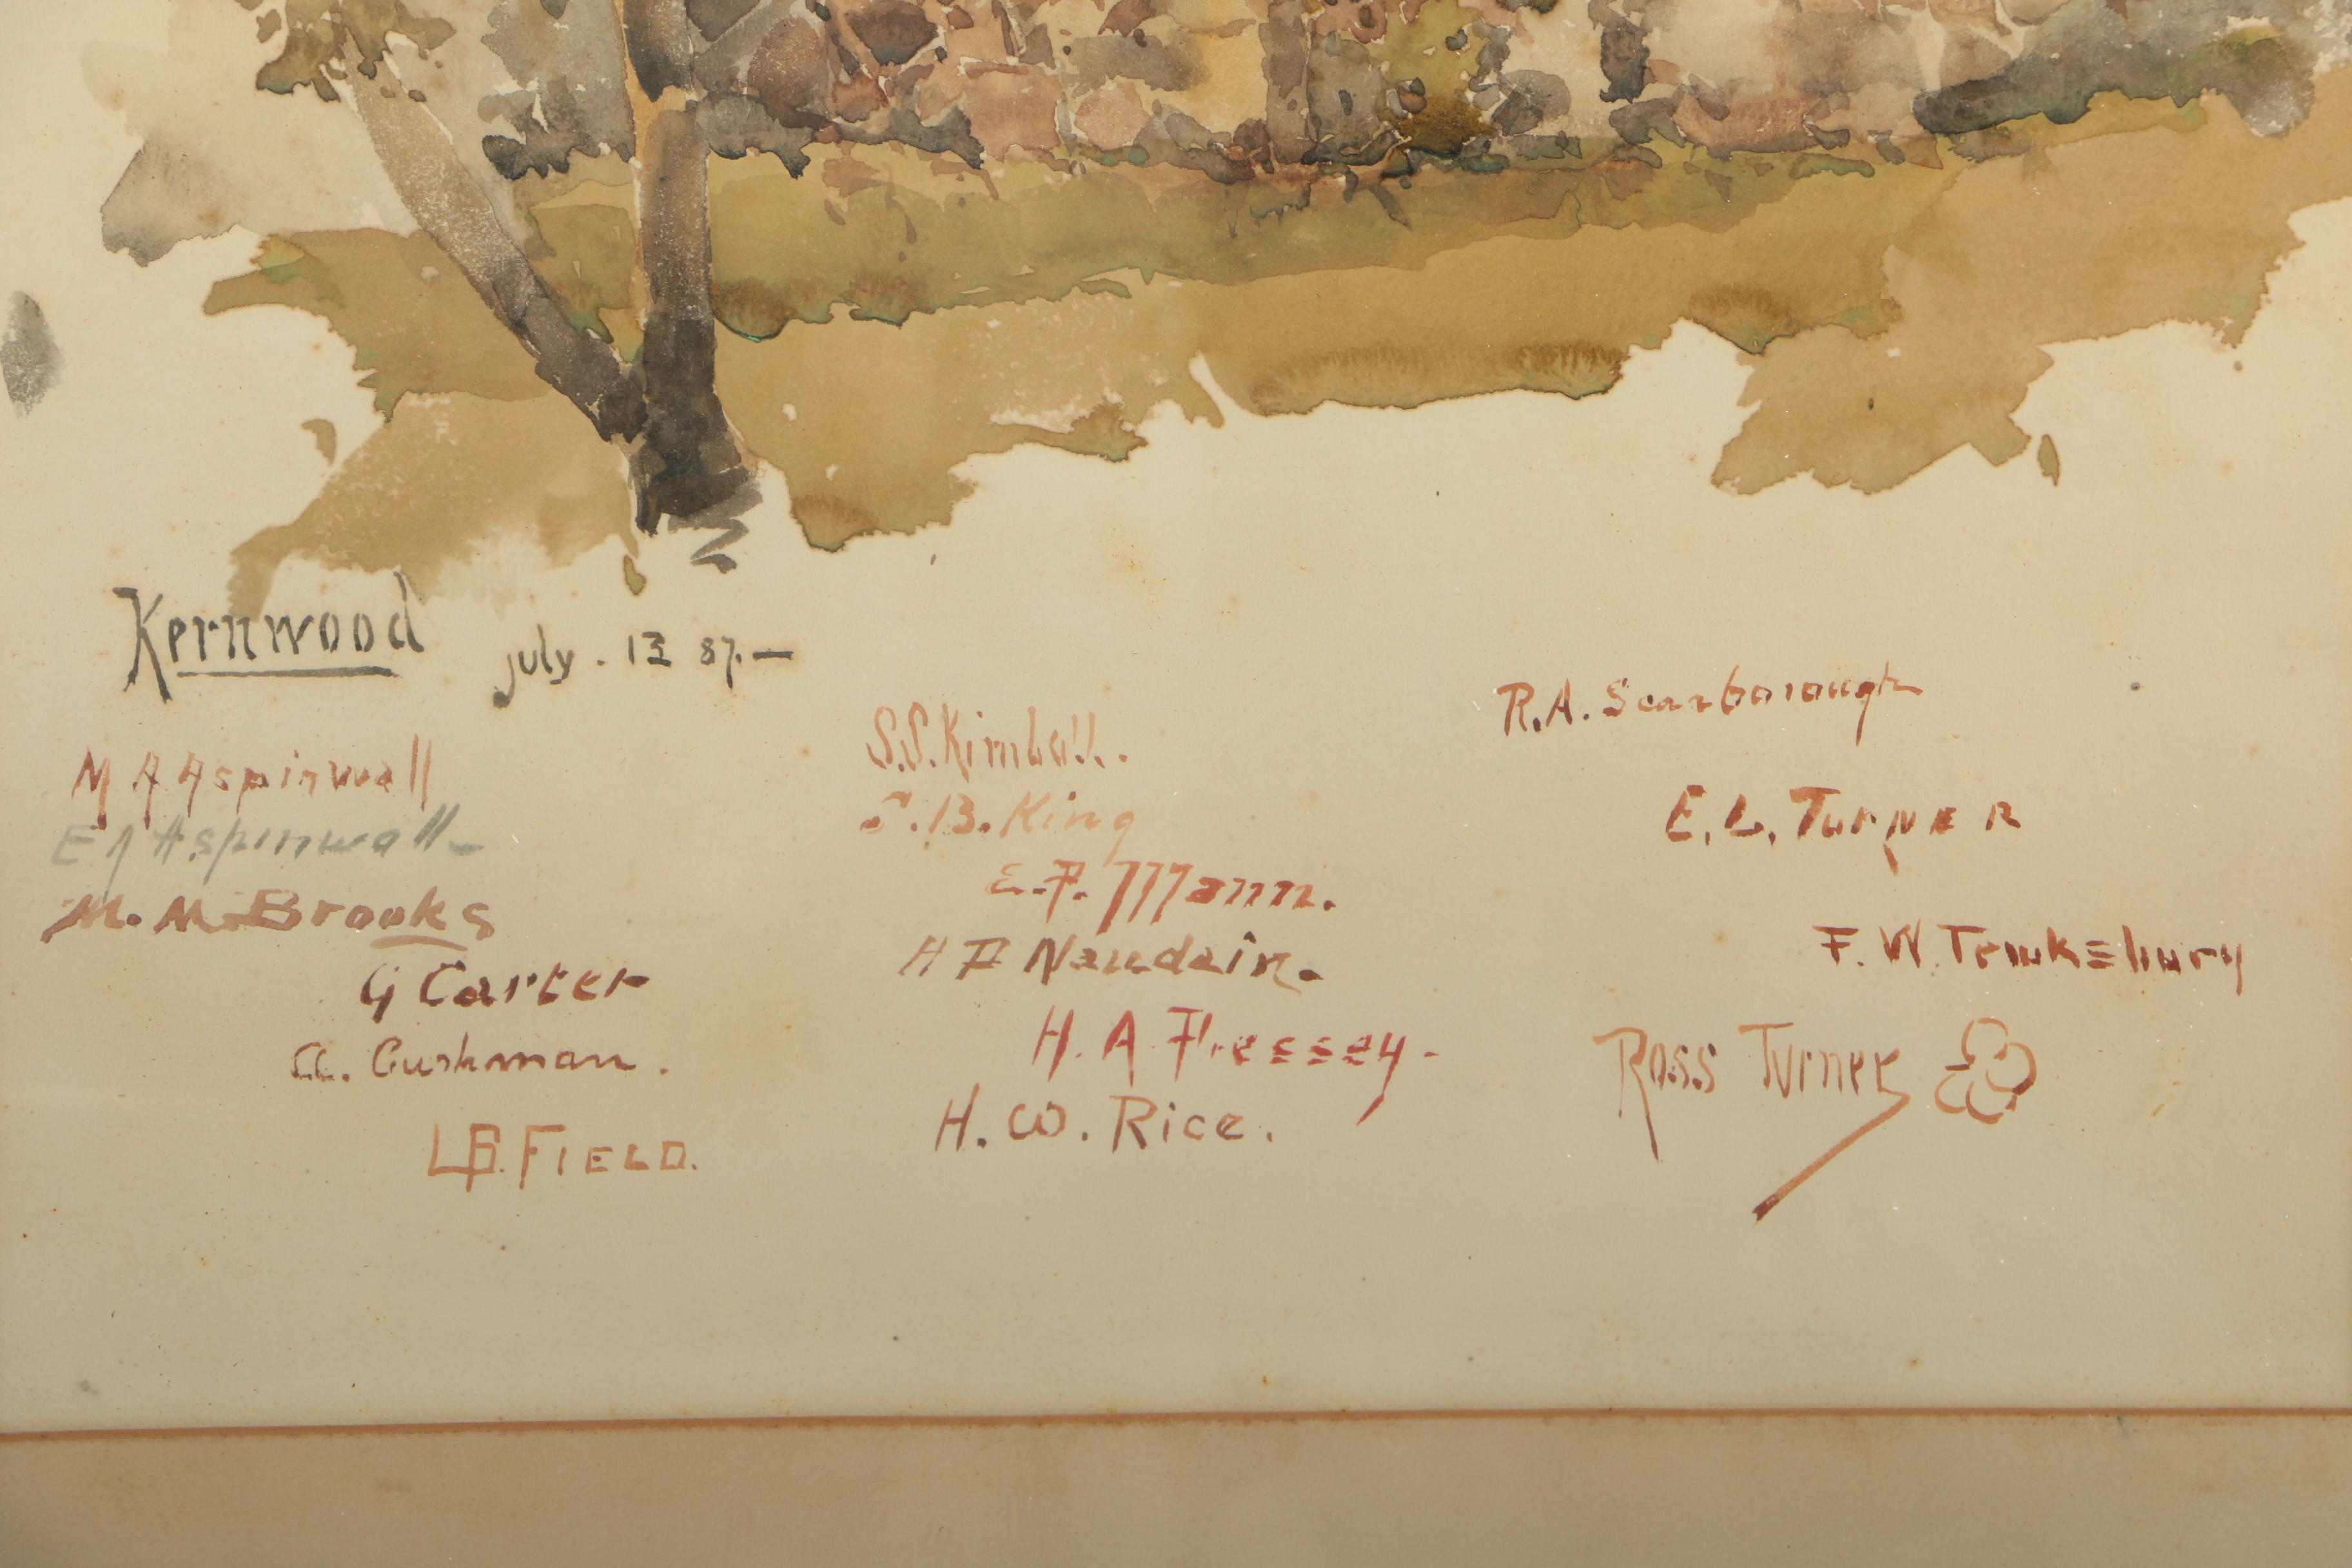 Kernwood
july. 13 87.—
M A Aspinwall
E J Aspinwall
M. M. Brooks
G Carter
A. Cushman.
LB. FIELD.
S.S. Kimball.
B. King
E. P. Mann.
H P Naudain.
H. A
H. W. Rice.
R. A. Scarborough
E. L. TURNER
F. W. Tewksbury
Ross Turner